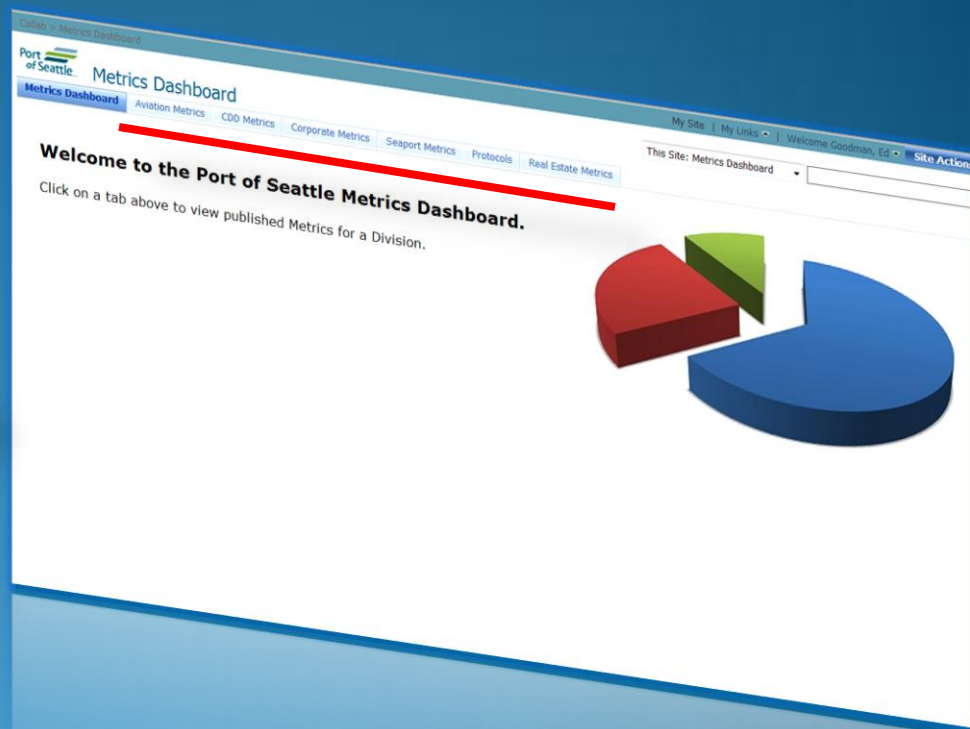 Collab > Metrics Dashboard
My Site | My Links | Welcome Goodman, Ed Site Actions
Port
of Seattle
Metrics Dashboard
This Site: Metrics Dashboard
Metrics Dashboard Aviation Metrics CDD Metrics Corporate Metrics Seaport Metrics Protocols Real Estate Metrics
Welcome to the Port of Seattle Metrics Dashboard.
Click on a tab above to view published Metrics for a Division.